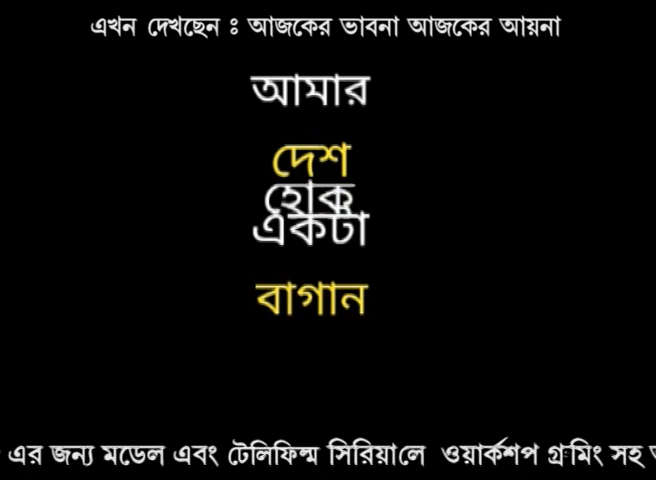 এখন দেখছেন ঃ আজকের ভাবনা আজকের আয়না
আমার
দেশ
হোক
একটা
বাগান
এর জন্য মডেল এবং টেলিফিল্ম সিরিয়ালে ওয়ার্কশপ গ্রুমিং সহ